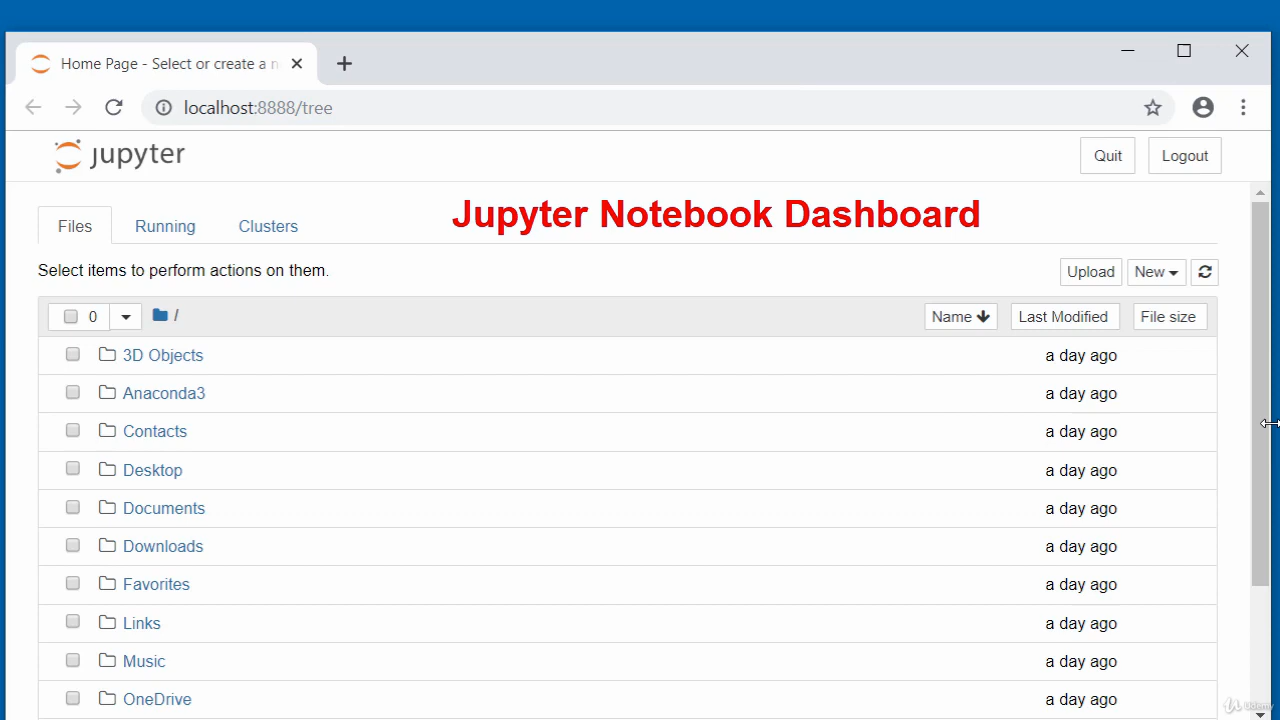 Home Page - Select or create a n
localhost:8888/tree
jupyter
Quit
Logout
Files
Running
Clusters
Jupyter Notebook Dashboard
Select items to perform actions on them.
Upload
New
0
/
Name
Last Modified
File size
3D Objects a day ago
Anaconda3 a day ago
Contacts a day ago
Desktop a day ago
Documents a day ago
Downloads a day ago
Favorites a day ago
Links a day ago
Music a day ago
OneDrive a day ago
Udemy